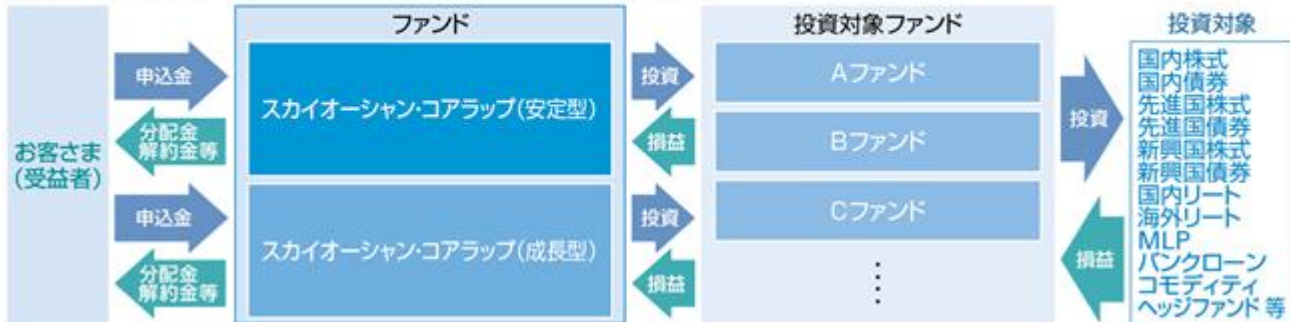 ファンド
投資対象ファンド
投資対象
お客さま
(受益者)
申込金
分配金
解約金等
申込金
分配金
解約金等
スカイオーシャン・コアラップ(安定型)
スカイオーシャン・コアラップ(成長型)
投資
損益
投資
損益
Aファンド
Bファンド
Cファンド
投資
損益
国内株式
国内債券
先進国株式
先進国債券
新興国株式
新興国債券
国内リート
海外リート
MLP
バンクローン
コモディティ
ヘッジファンド 等